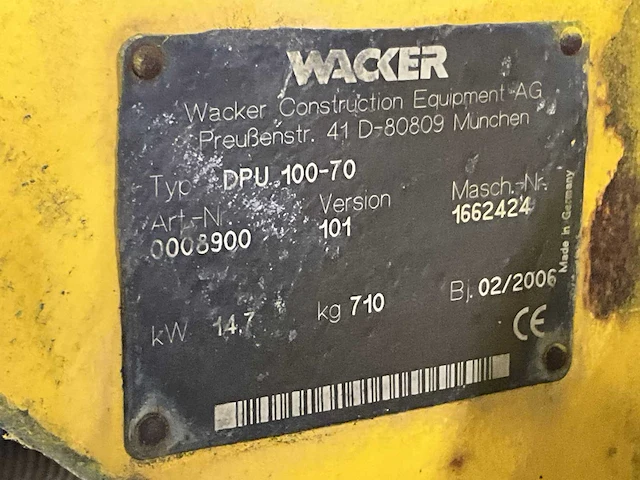 WACKER
Wacker Construction Equipment AG
Preußenstr. 41 D-80809 München
Typ DPU 100-70
Art.-Nr. Version Masch.-Nr.
0008900 101 1662424
kW 14,7 kg 710 Bj. 02/2006
Made in Germany
CE